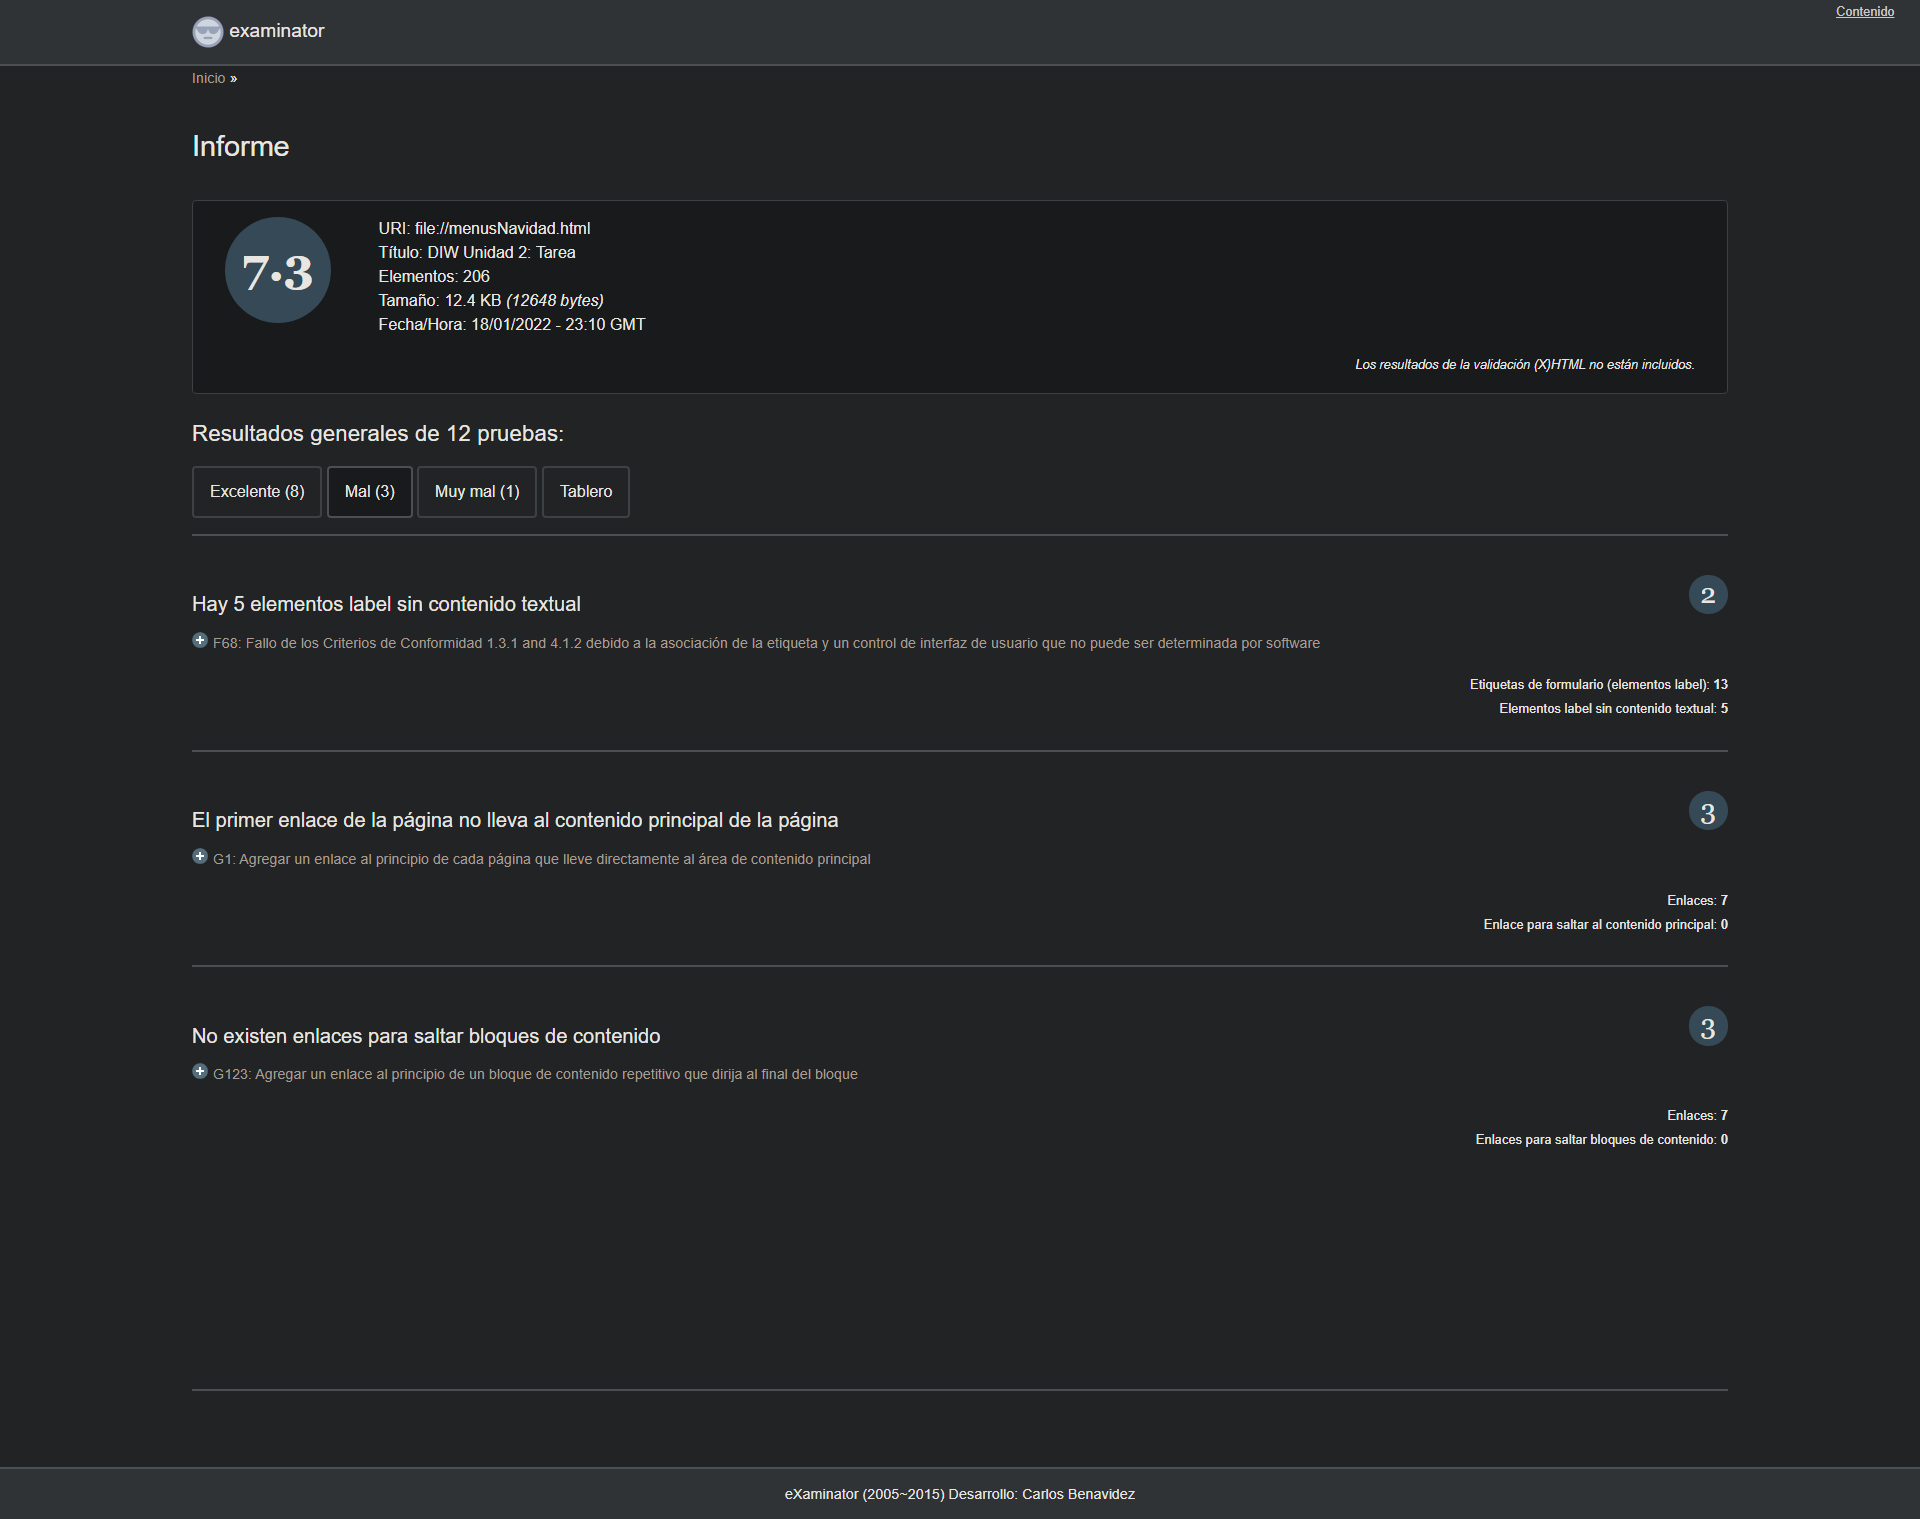 Contenido
examinator
Inicio »
Informe
7·3
URI: file://menusNavidad.html
Título: DIW Unidad 2: Tarea
Elementos: 206
Tamaño: 12.4 KB (12648 bytes)
Fecha/Hora: 18/01/2022 - 23:10 GMT
Los resultados de la validación (X)HTML no están incluidos.
Resultados generales de 12 pruebas:
Excelente (8) Mal (3) Muy mal (1) Tablero
Hay 5 elementos label sin contenido textual 2
F68: Fallo de los Criterios de Conformidad 1.3.1 and 4.1.2 debido a la asociación de la etiqueta y un control de interfaz de usuario que no puede ser determinada por software
Etiquetas de formulario (elementos label): 13
Elementos label sin contenido textual: 5
El primer enlace de la página no lleva al contenido principal de la página 3
G1: Agregar un enlace al principio de cada página que lleve directamente al área de contenido principal
Enlaces: 7
Enlace para saltar al contenido principal: 0
No existen enlaces para saltar bloques de contenido 3
G123: Agregar un enlace al principio de un bloque de contenido repetitivo que dirija al final del bloque
Enlaces: 7
Enlaces para saltar bloques de contenido: 0
eXaminator (2005~2015) Desarrollo: Carlos Benavidez